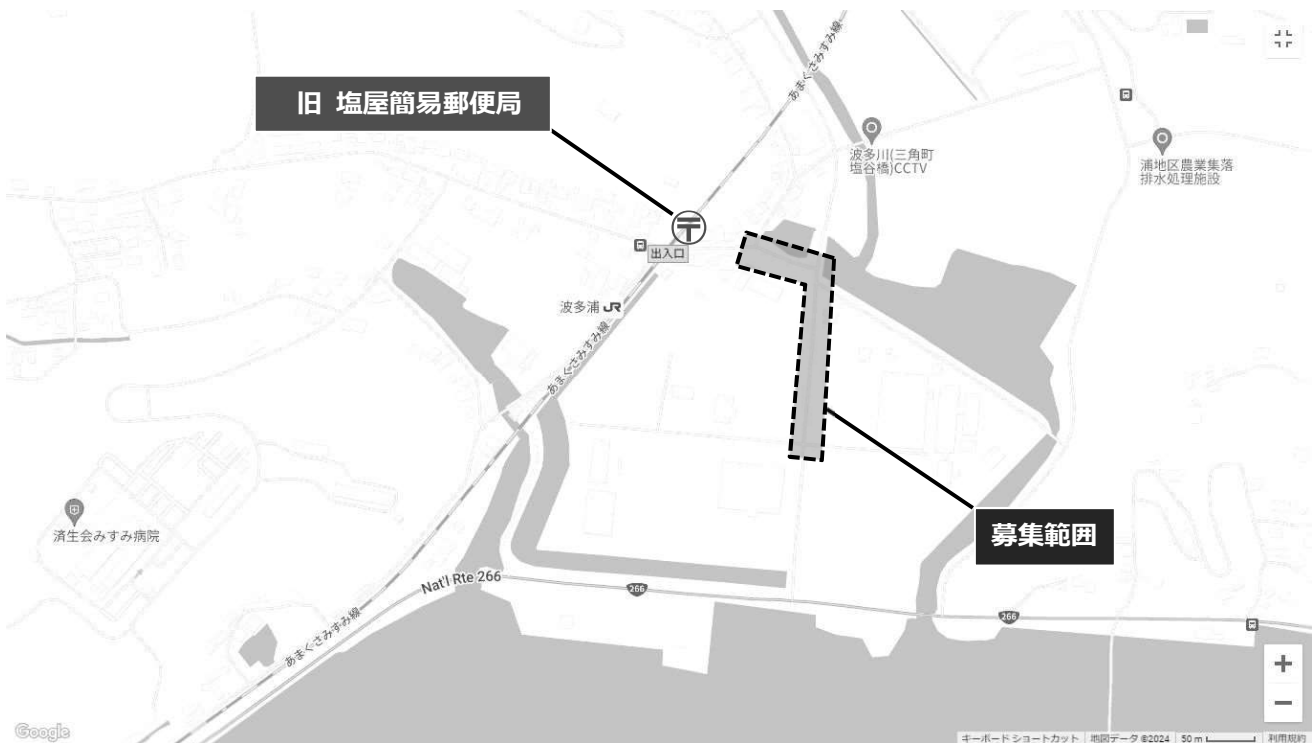 あまくさみすみ線
旧 塩屋簡易郵便局
波多川(三角町
塩谷橋)CCTV
浦地区農業集落
排水処理施設
出入口
波多浦 JR
あまくさみすみ線
済生会みすみ病院
募集範囲
Nat'l Rte 266
266
266
あまくさみすみ線
Google
キーボード ショートカット
地図データ ©2024
50 m
利用規約